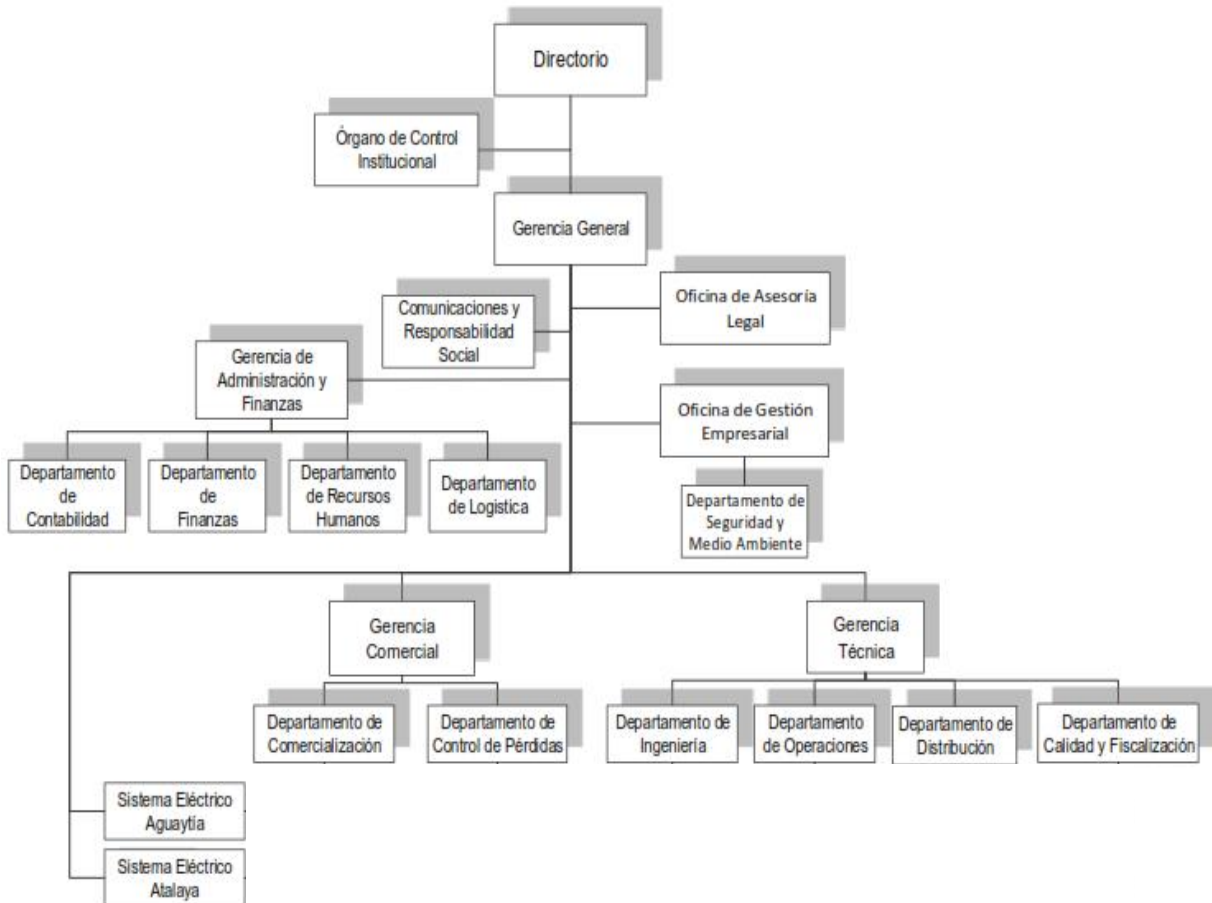 Directorio
Órgano de Control
Institucional
Gerencia General
Oficina de Asesoría
Legal
Comunicaciones y
Responsabilidad
Social
Gerencia de
Administración y
Finanzas
Oficina de Gestión
Empresarial
Departamento
de
Contabilidad
Departamento
de
Finanzas
Departamento
de Recursos
Humanos
Departamento
de Logistica
Departamento de
Seguridad y
Medio Ambiente
Gerencia
Comercial
Gerencia
Técnica
Departamento de
Comercialización
Departamento de
Control de Pérdidas
Departamento de
Ingeniería
Departamento
de Operaciones
Departamento de
Distribución
Departamento de
Calidad y Fiscalización
Sistema Eléctrico
Aguaytía
Sistema Eléctrico
Atalaya